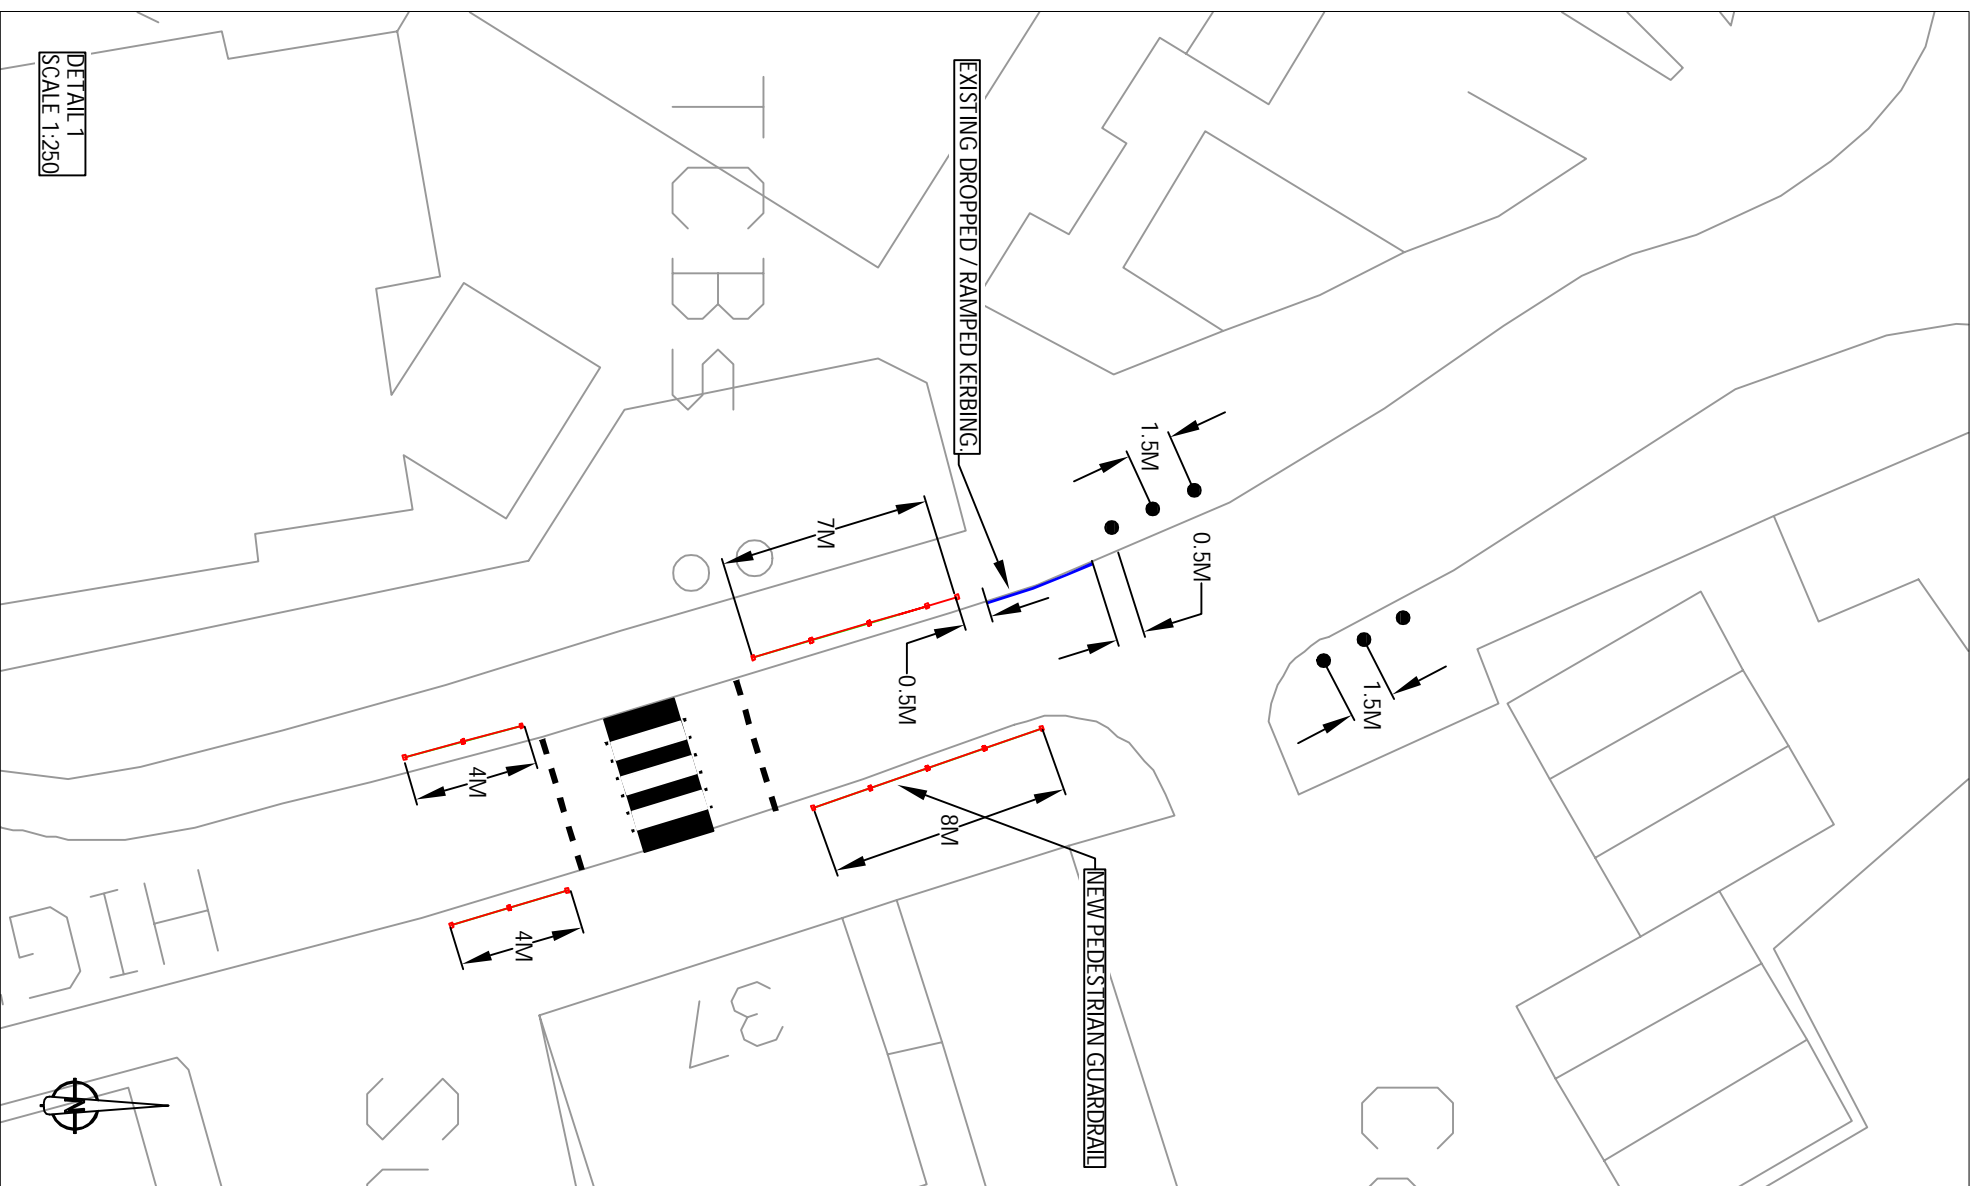 DETAIL 1
SCALE 1:250
EXISTING DROPPED / RAMPED KERBING.
TCBs
1.5M
0.5M
7M
0.5M
1.5M
4M
8M
4M
NEW PEDESTRIAN GUARDRAIL
HIG
37
N